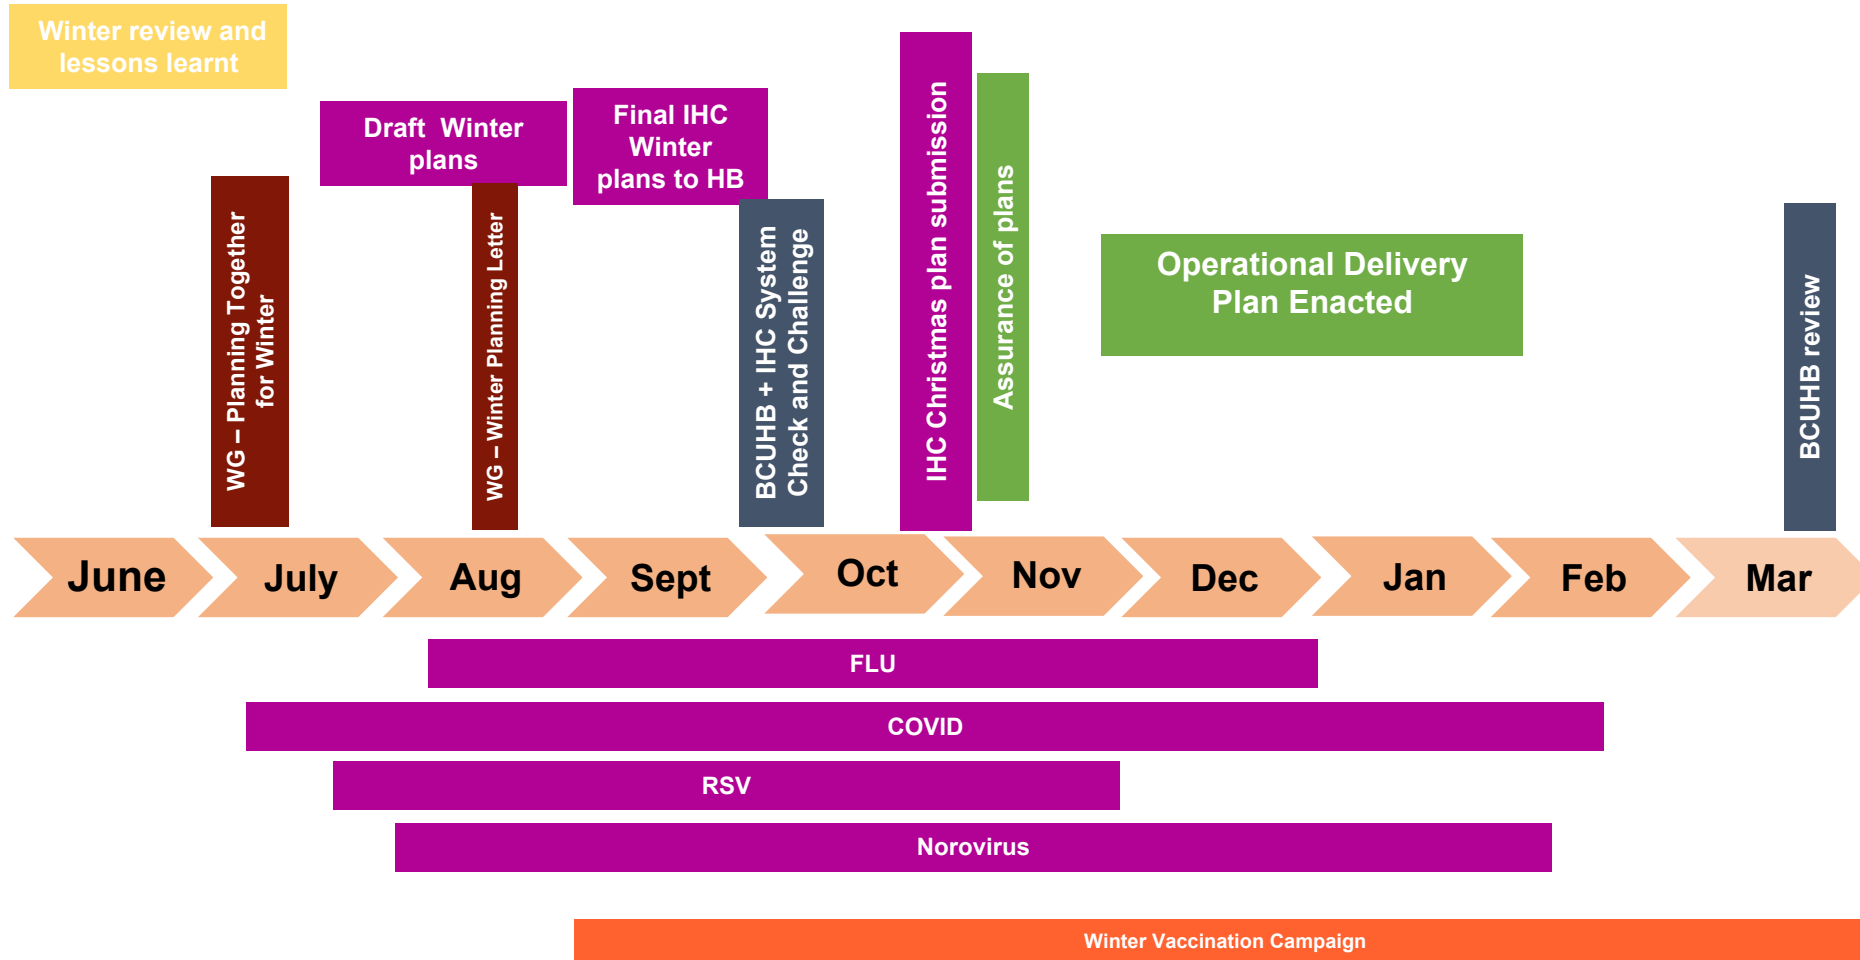 Winter review and
lessons learnt
Draft Winter
plans
Final IHC
Winter
plans to HB
WG – Planning Together
for Winter
WG – Winter Planning Letter
BCUHB + IHC System
Check and Challenge
IHC Christmas plan submission
Assurance of plans
Operational Delivery
Plan Enacted
BCUHB review
June
July
Aug
Sept
Oct
Nov
Dec
Jan
Feb
Mar
FLU
COVID
RSV
Norovirus
Winter Vaccination Campaign